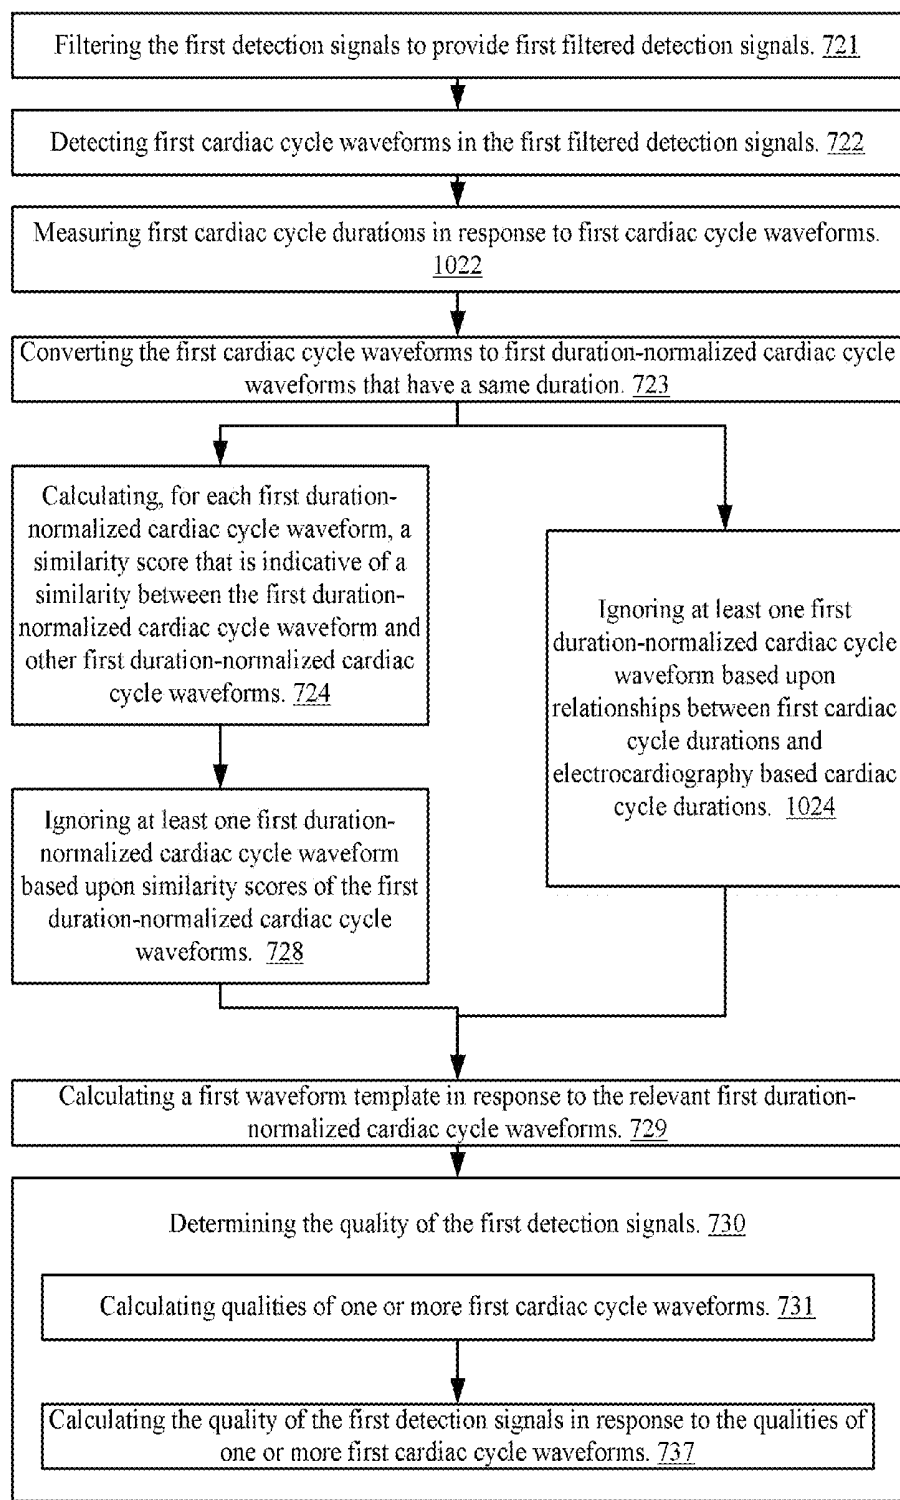 Filtering the first detection signals to provide first filtered detection signals. 721
Detecting first cardiac cycle waveforms in the first filtered detection signals. 722
Measuring first cardiac cycle durations in response to first cardiac cycle waveforms.
1022
Converting the first cardiac cycle waveforms to first duration-normalized cardiac cycle
waveforms that have a same duration. 723
Calculating, for each first duration-
normalized cardiac cycle waveform, a
similarity score that is indicative of a
similarity between the first duration-
normalized cardiac cycle waveform and
other first duration-normalized cardiac
cycle waveforms. 724
Ignoring at least one first duration-
normalized cardiac cycle waveform
based upon similarity scores of the first
duration-normalized cardiac cycle
waveforms. 728
Ignoring at least one first
duration-normalized cardiac cycle
waveform based upon
relationships between first cardiac
cycle durations and
electrocardiography based cardiac
cycle durations. 1024
Calculating a first waveform template in response to the relevant first duration-
normalized cardiac cycle waveforms. 729
Determining the quality of the first detection signals. 730
Calculating qualities of one or more first cardiac cycle waveforms. 731
Calculating the quality of the first detection signals in response to the qualities of
one or more first cardiac cycle waveforms. 737